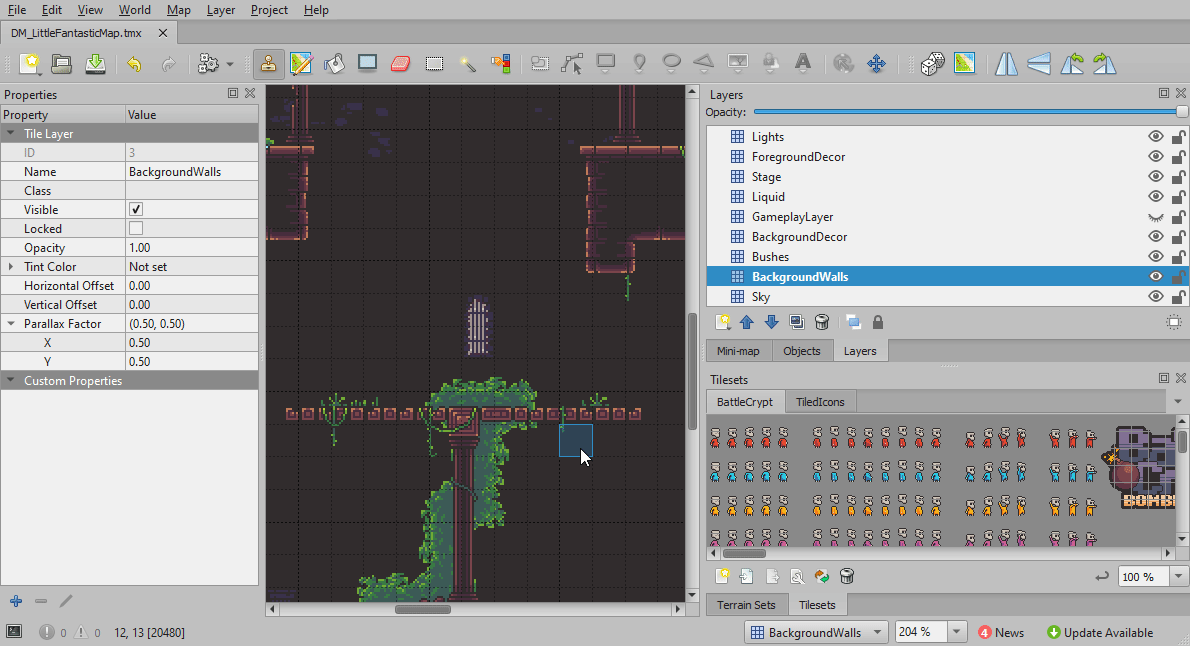 File Edit View World Map Layer Project Help
DM_LittleFantasticMap.tmx
Properties
Property Value
Tile Layer
ID 3
Name BackgroundWalls
Class
Visible
Locked
Opacity 1.00
Tint Color Not set
Horizontal Offset 0.00
Vertical Offset 0.00
Parallax Factor (0.50, 0.50)
X 0.50
Y 0.50
Custom Properties
Layers
Opacity:
Lights
ForegroundDecor
Stage
Liquid
GameplayLayer
BackgroundDecor
Bushes
BackgroundWalls
Sky
Mini-map Objects Layers
Tilesets
BattleCrypt TiledIcons
BOMB
100 %
Terrain Sets Tilesets
0 0 12, 13 [20480]
BackgroundWalls 204 % 4 News Update Available